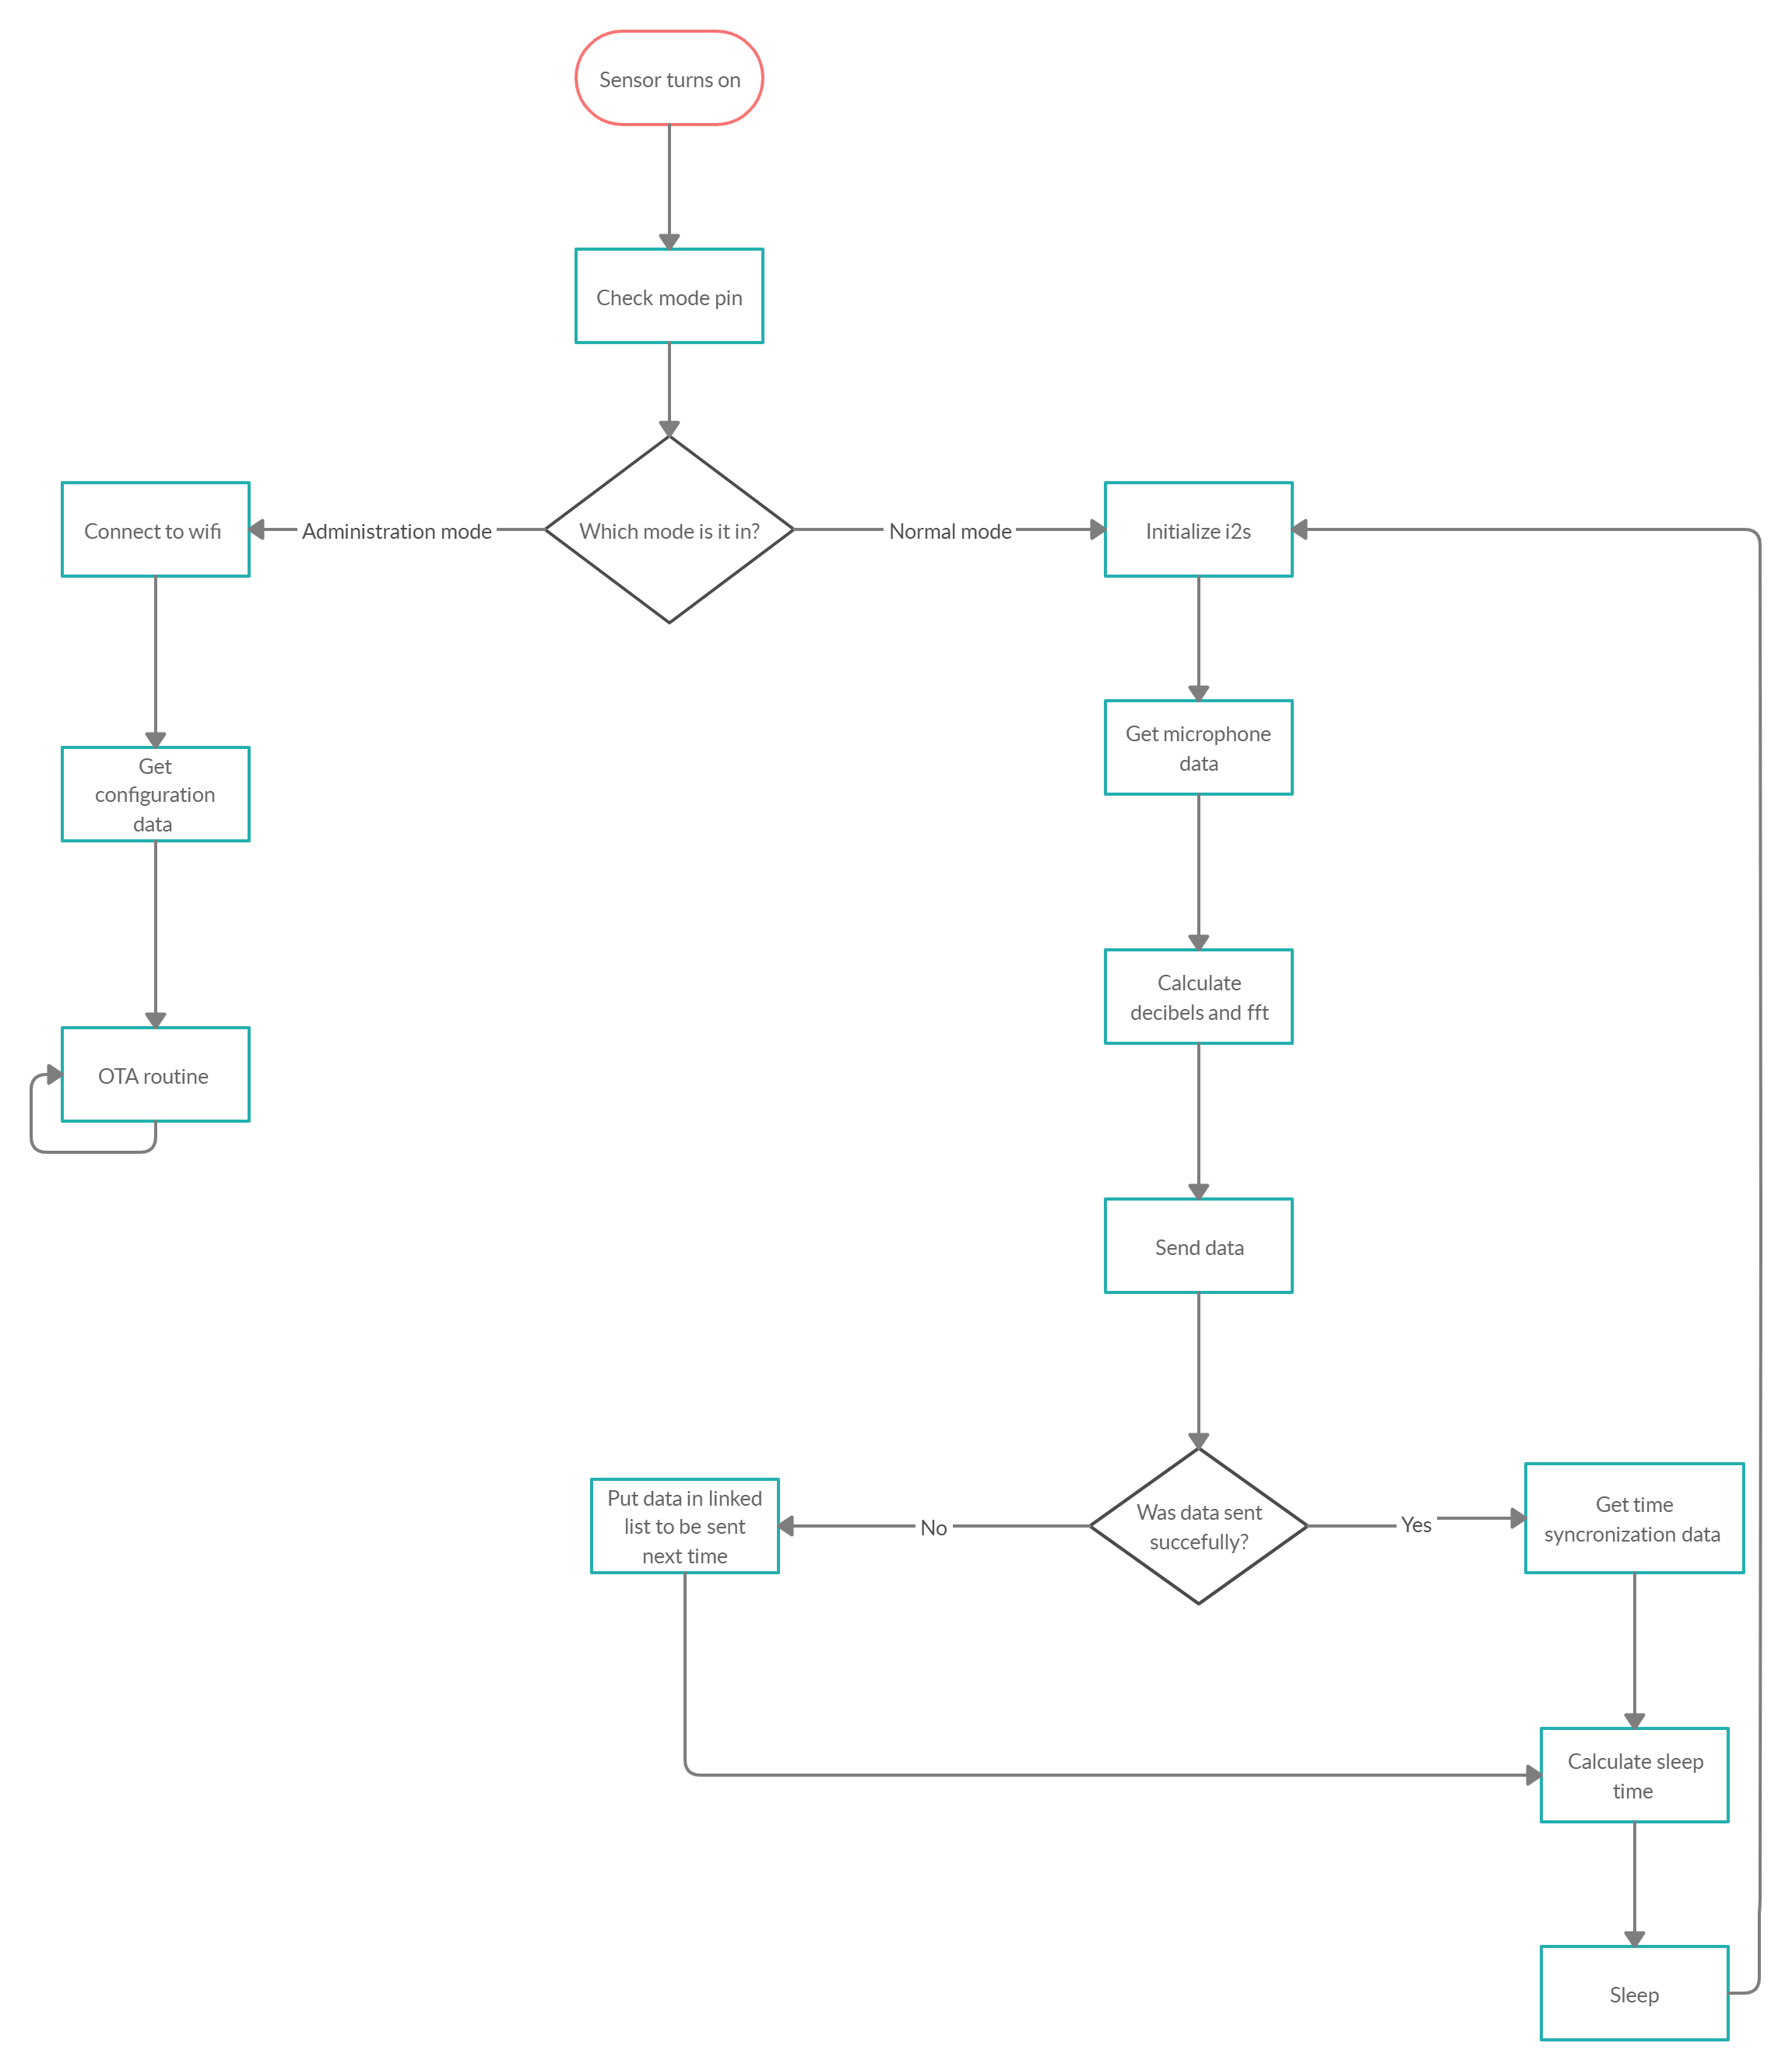 Sensor turns on
Check mode pin
Which mode is it in?
Administration mode
Normal mode
Connect to wifi
Initialize i2s
Get
configuration
data
OTA routine
Get microphone
data
Calculate
decibels and fft
Send data
Was data sent
succefully?
No
Yes
Put data in linked
list to be sent
next time
Get time
syncronization data
Calculate sleep
time
Sleep